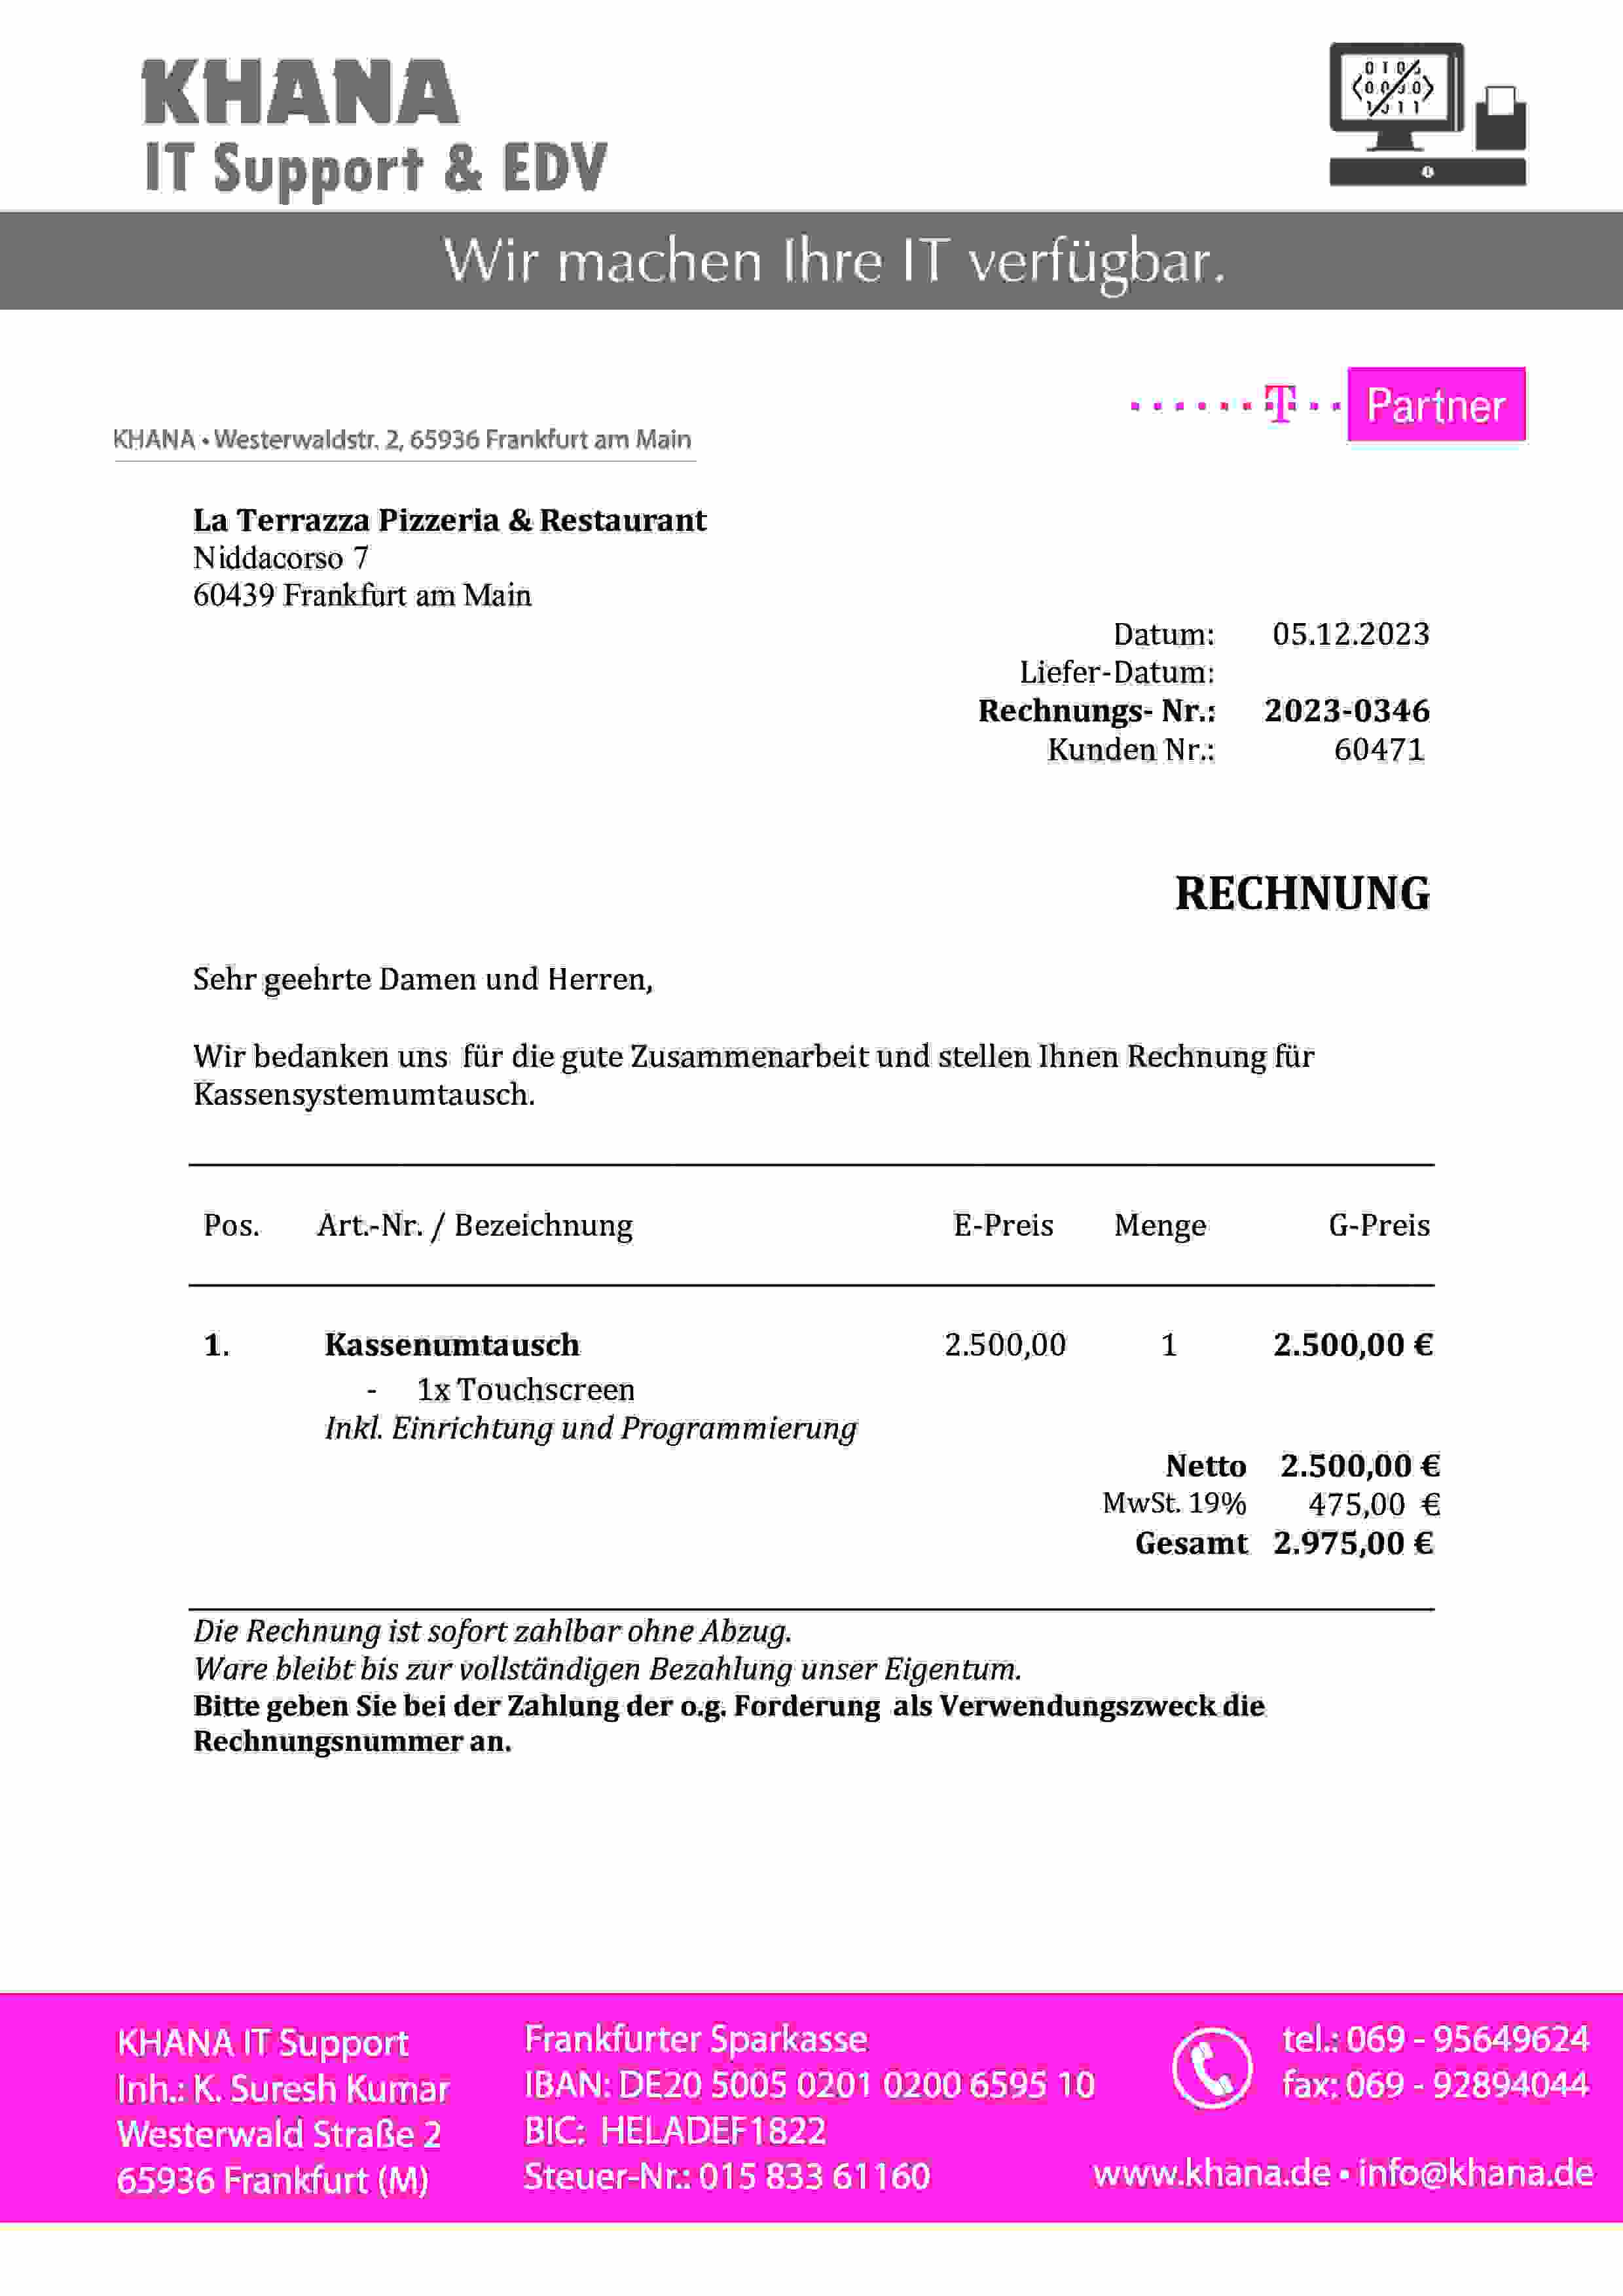 KHANA
IT Support & EDV
Wir machen Ihre IT verfügbar.
T Partner
KHANA • Westerwaldstr. 2, 65936 Frankfurt am Main
La Terrazza Pizzeria & Restaurant
Niddacorso 7
60439 Frankfurt am Main
Datum: 05.12.2023
Liefer-Datum:
Rechnungs- Nr.: 2023-0346
Kunden Nr.: 60471
RECHNUNG
Sehr geehrte Damen und Herren,
Wir bedanken uns für die gute Zusammenarbeit und stellen Ihnen Rechnung für
Kassensystemumtausch.
Pos. Art.-Nr. / Bezeichnung E-Preis Menge G-Preis
1. Kassenumtausch 2.500,00 1 2.500,00 €
- 1x Touchscreen
Inkl. Einrichtung und Programmierung
Netto 2.500,00 €
MwSt. 19% 475,00 €
Gesamt 2.975,00 €
Die Rechnung ist sofort zahlbar ohne Abzug.
Ware bleibt bis zur vollständigen Bezahlung unser Eigentum.
Bitte geben Sie bei der Zahlung der o.g. Forderung als Verwendungszweck die
Rechnungsnummer an.
KHANA IT Support
Inh.: K. Suresh Kumar
Westerwald Straße 2
65936 Frankfurt (M)
Frankfurter Sparkasse
IBAN: DE20 5005 0201 0200 6595 10
BIC: HELADEF1822
Steuer-Nr.: 015 833 61160
tel.: 069 - 95649624
fax: 069 - 92894044
www.khana.de • info@khana.de